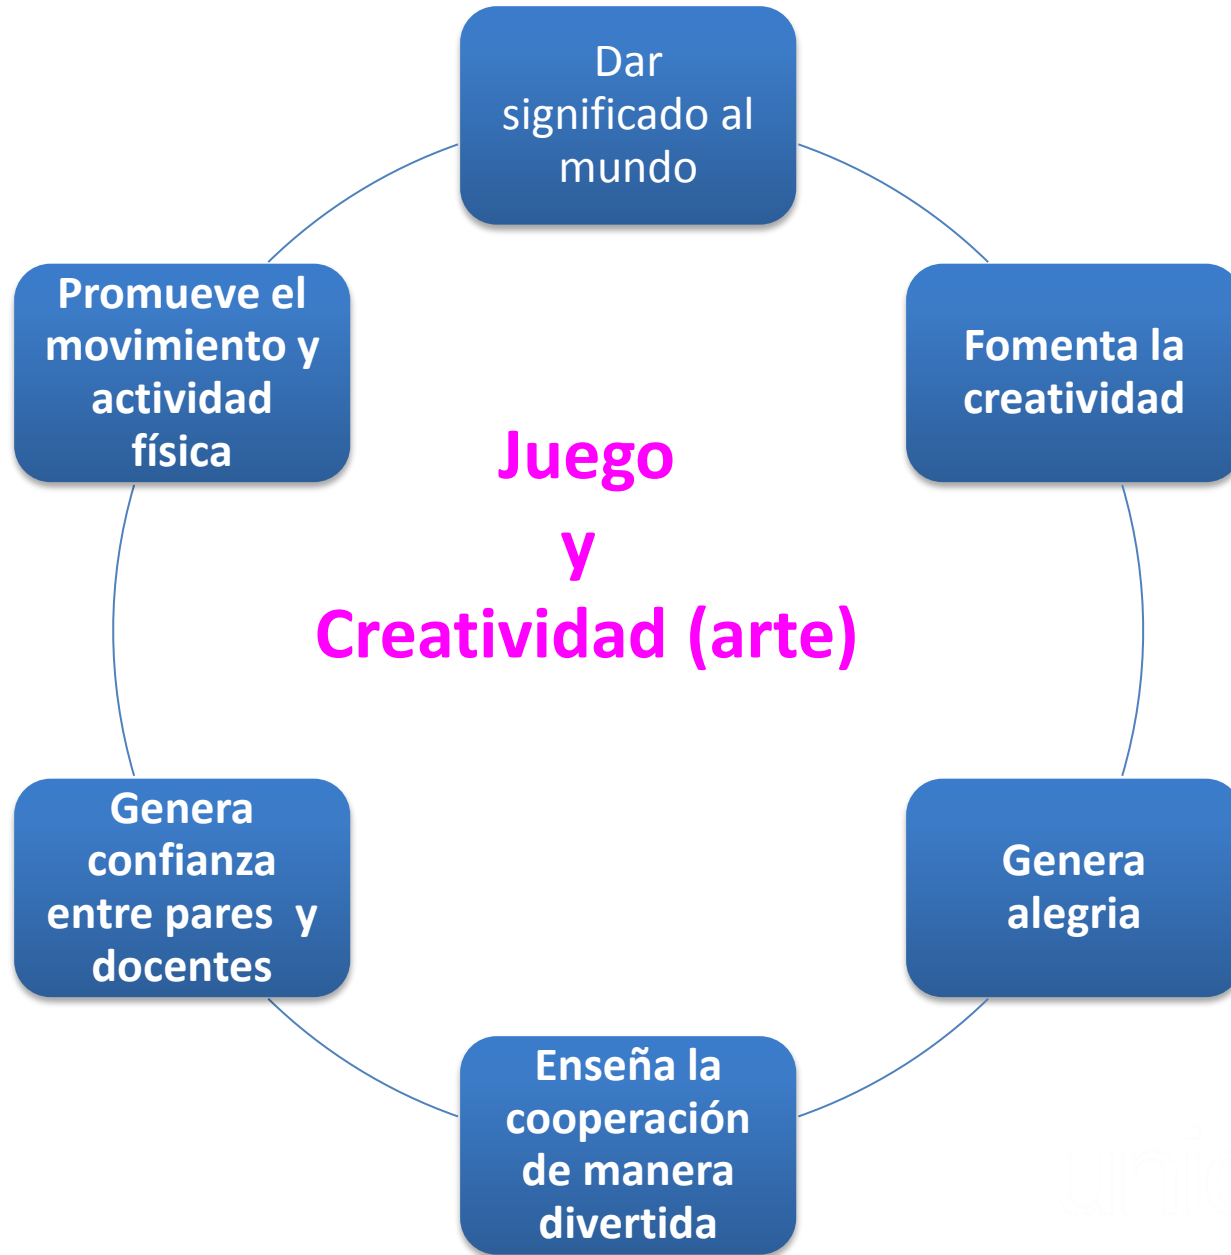 Dar
significado al
mundo
Fomenta la
creatividad
Genera
alegria
Enseña la
cooperación
de manera
divertida
Genera
confianza
entre pares y
docentes
Promueve el
movimiento y
actividad
física
Juego
y
Creatividad (arte)